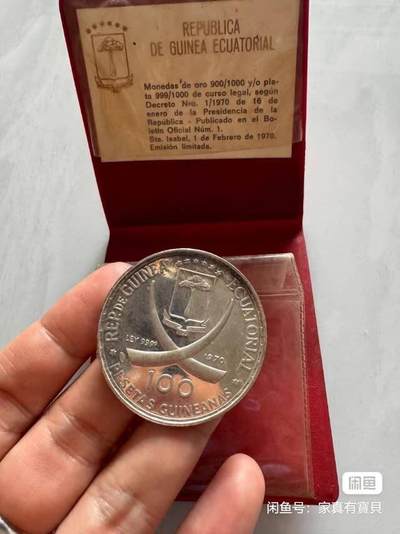 REPUBLICA
DE GUINEA ECUATORIAL
Monedas de oro 900/1000 y/o pla-
ta 999/1000 de curso legal, según
Decreto Nro. 1/1970 de 16 de
enero de la Presidencia de la
República - Publicado en el Bo-
letín Oficial Núm. 1.
Sta. Isabel, 1 de Febrero de 1970.
Emisión limitada.
REP. DE GUINEA ECUATORIAL
LEY 999
1970
100
PESETAS GUINEANAS
闲鱼
闲鱼号：家真有寶貝